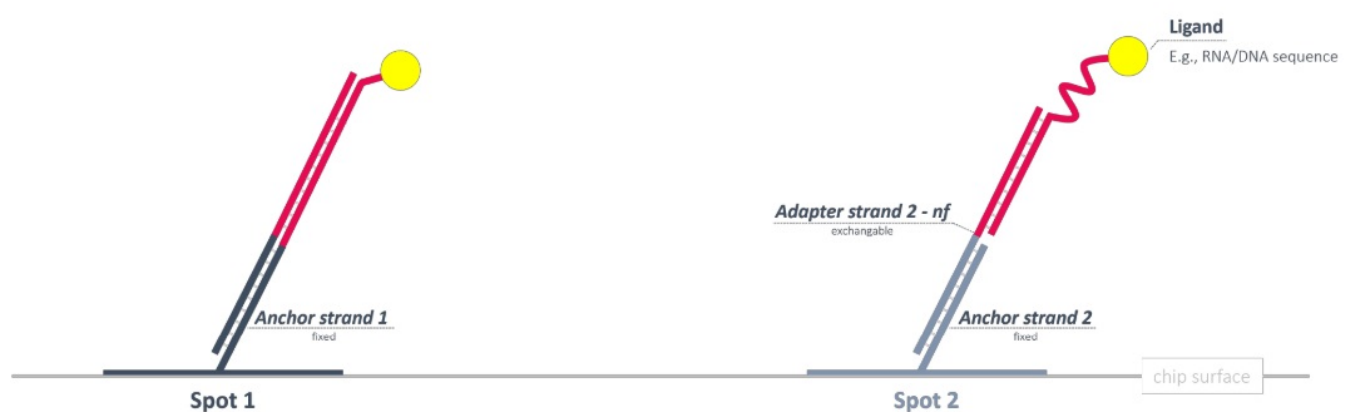 Ligand
E.g., RNA/DNA sequence
Adapter strand 2 - nf
exchangable
Anchor strand 1
fixed
Anchor strand 2
fixed
chip surface
Spot 1
Spot 2